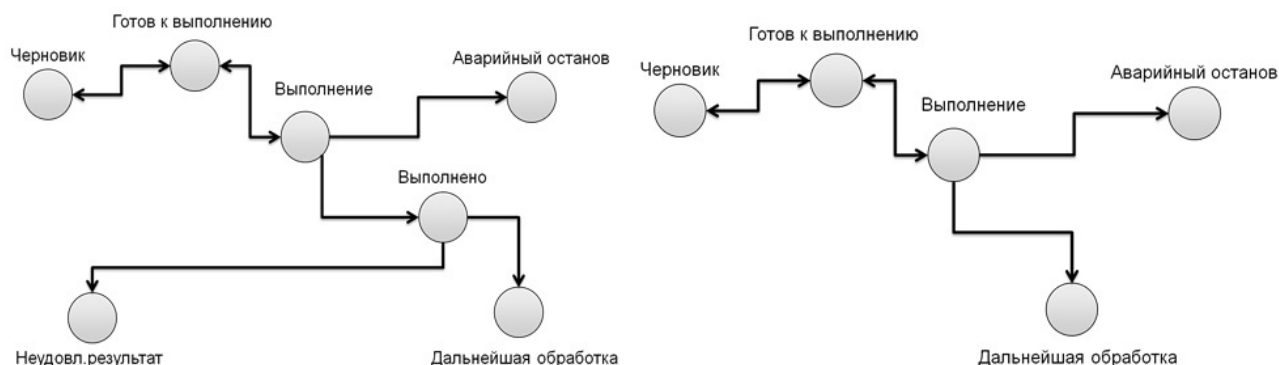 Готов к выполнению
Черновик
Аварийный останов
Выполнение
Выполнено
Неудовл.результат
Дальнейшая обработка
Готов к выполнению
Черновик
Аварийный останов
Выполнение
Дальнейшая обработка